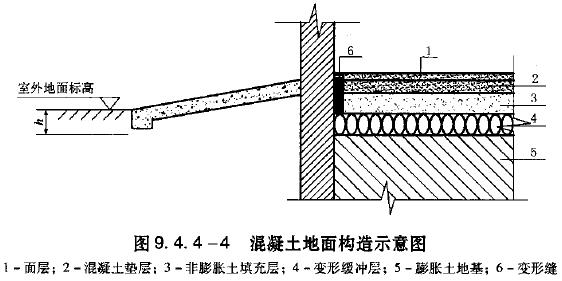 6
1
室外地面标高
2
3
h
4
5
图9.4.4-4 混凝土地面构造示意图
1-面层；2-混凝土垫层；3-非膨胀土填充层；4-变形缓冲层；5-膨胀土地基；6-变形缝